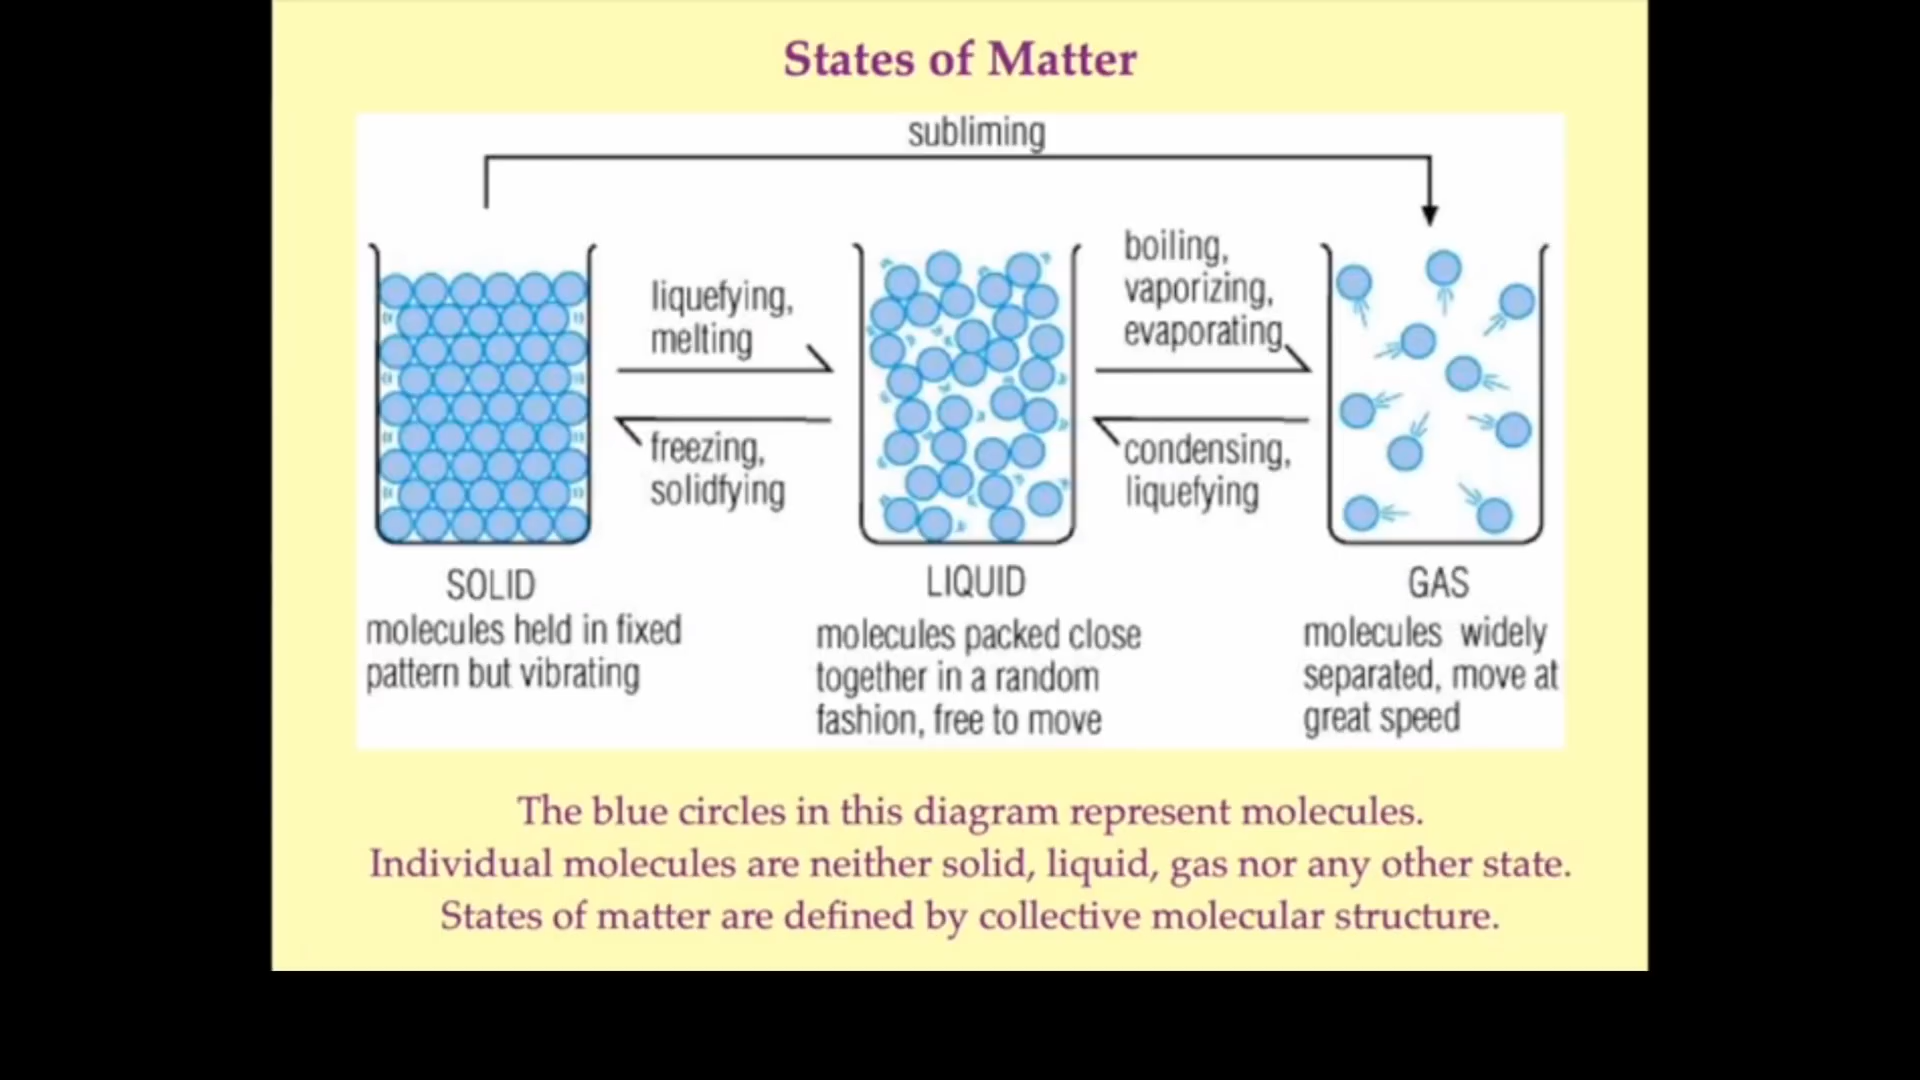 States of Matter
subliming
liquefying,
melting
freezing,
solidfying
boiling,
vaporizing,
evaporating
condensing,
liquefying
SOLID
molecules held in fixed
pattern but vibrating
LIQUID
molecules packed close
together in a random
fashion, free to move
GAS
molecules widely
separated, move at
great speed
The blue circles in this diagram represent molecules.
Individual molecules are neither solid, liquid, gas nor any other state.
States of matter are defined by collective molecular structure.